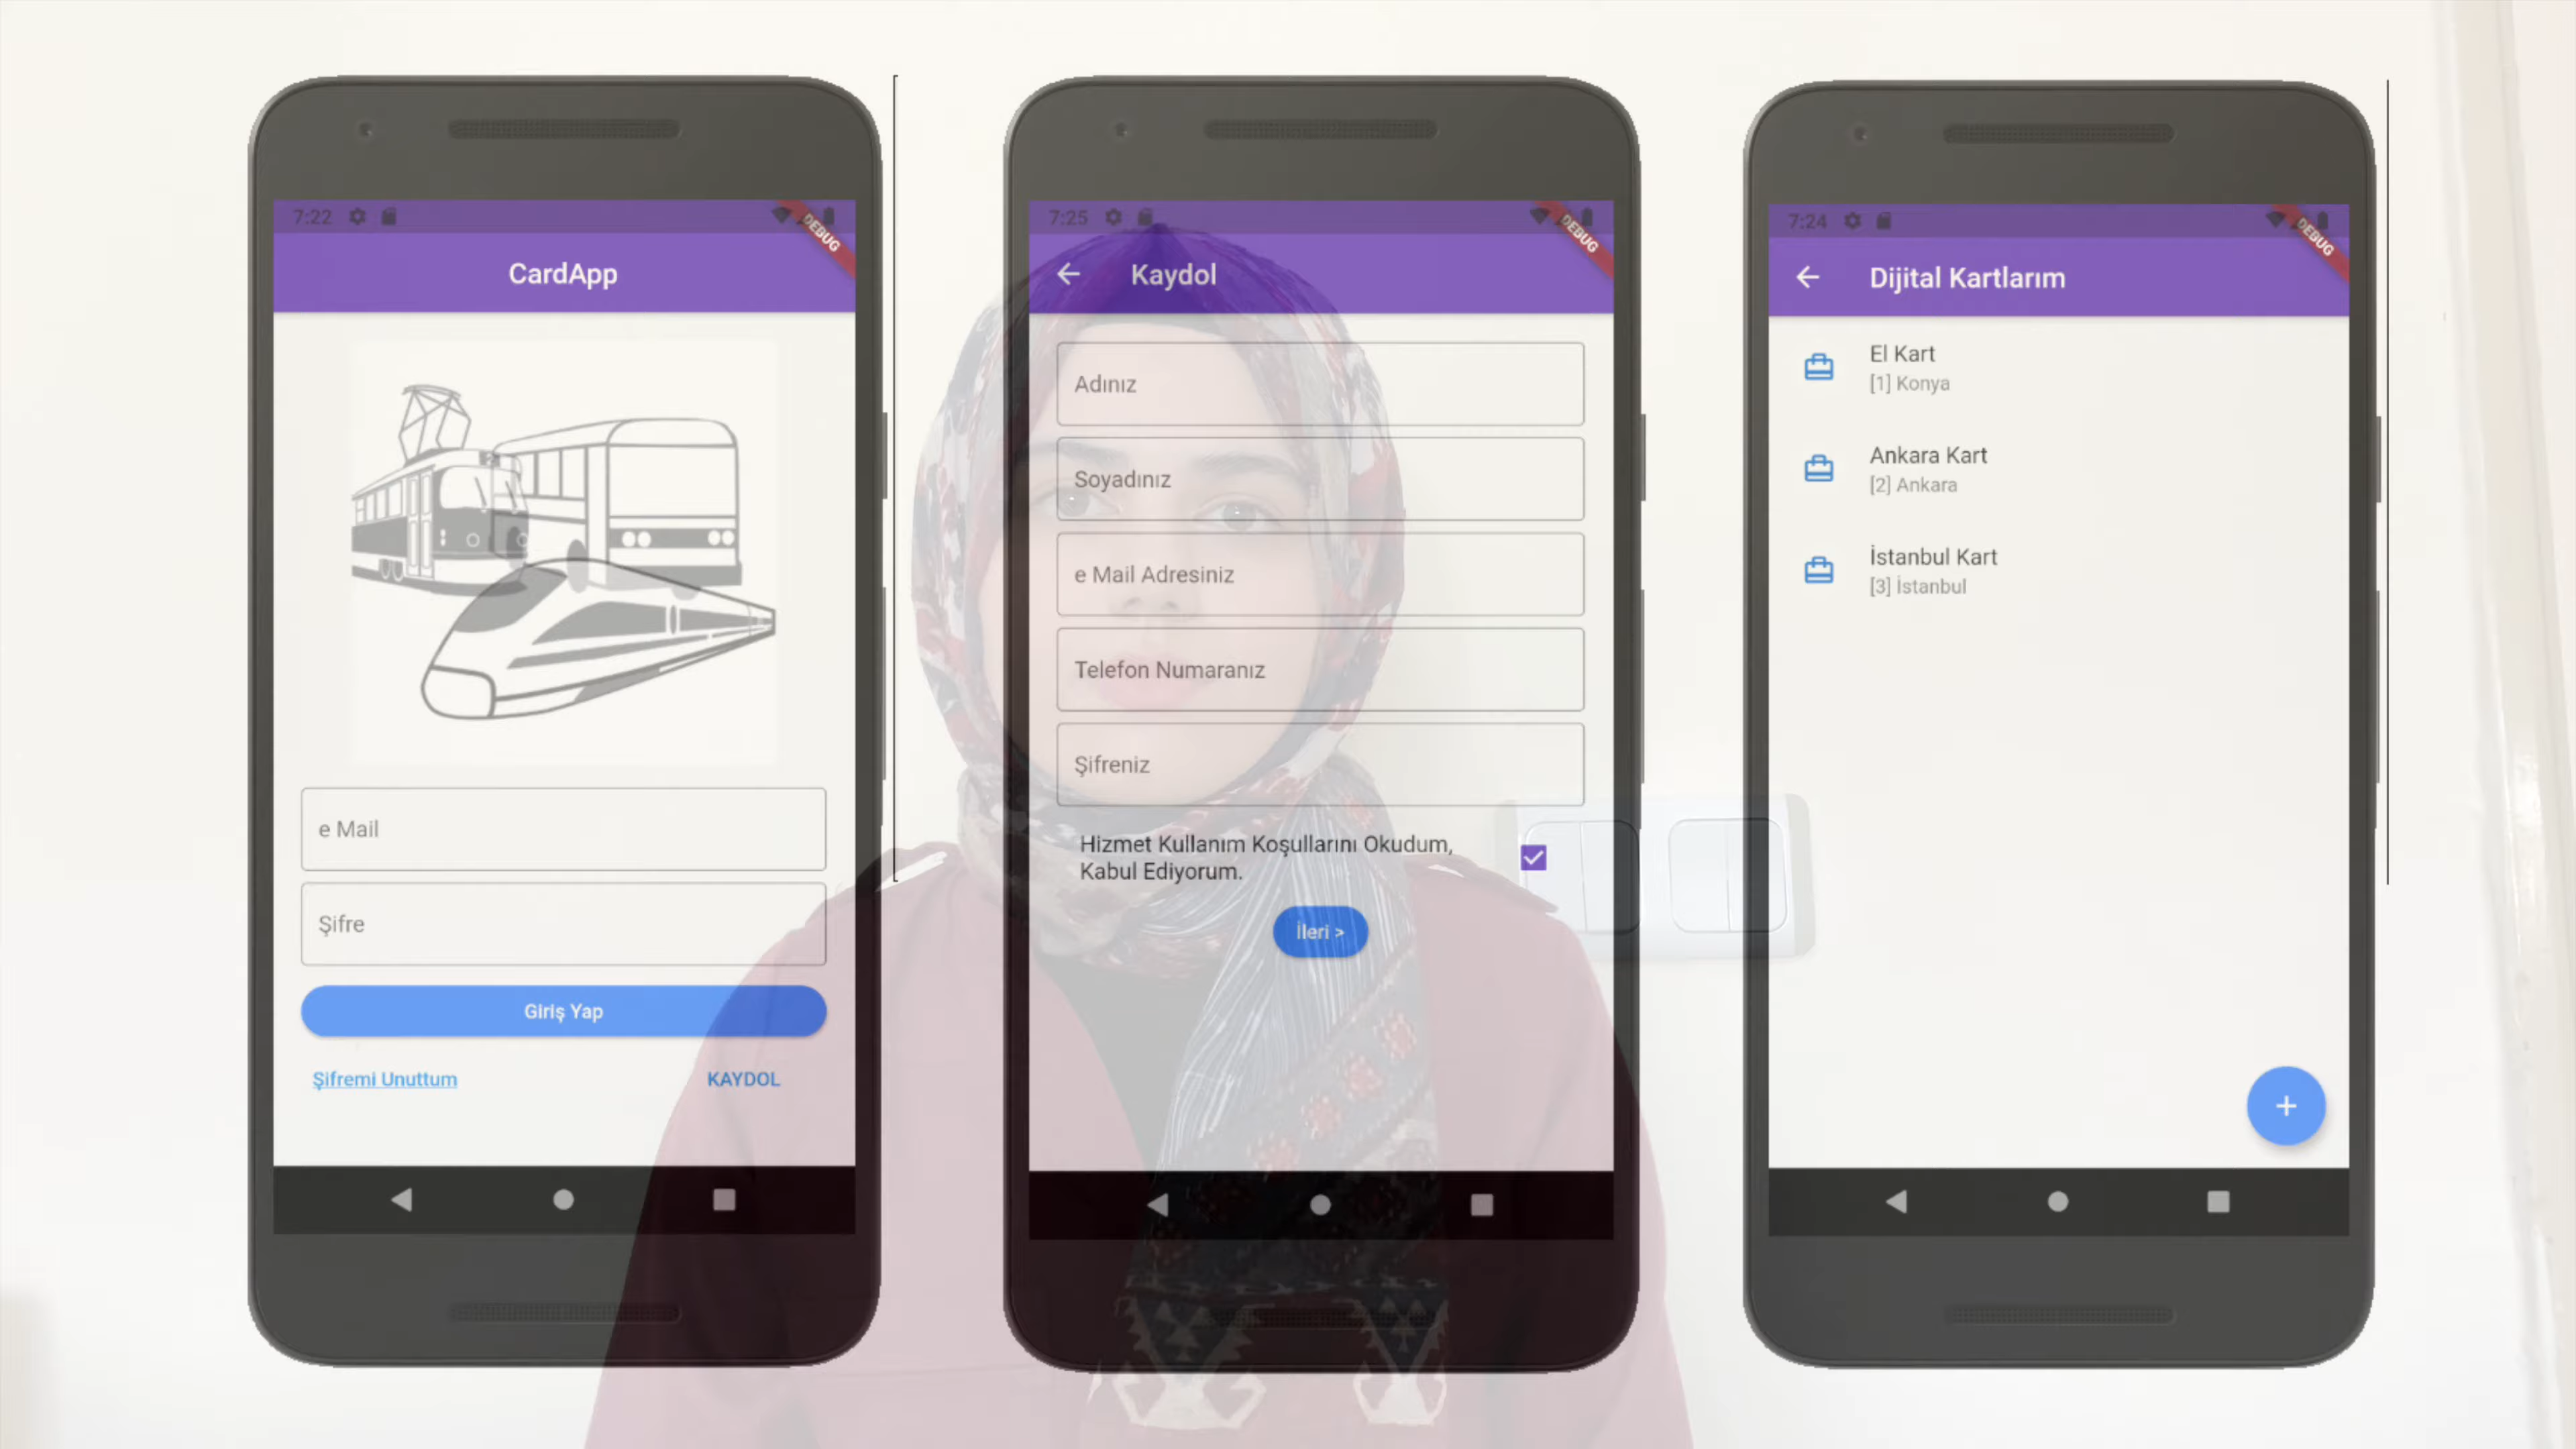 7:22
DEBUG
CardApp
e Mail
Şifre
Giriş Yap
Şifremi Unuttum
KAYDOL
7:25
DEBUG
Kaydol
Adınız
Soyadınız
e Mail Adresiniz
Telefon Numaranız
Şifreniz
Hizmet Kullanım Koşullarını Okudum,
Kabul Ediyorum.
İleri >
7:24
DEBUG
Dijital Kartlarım
El Kart
[1] Konya
Ankara Kart
[2] Ankara
İstanbul Kart
[3] İstanbul